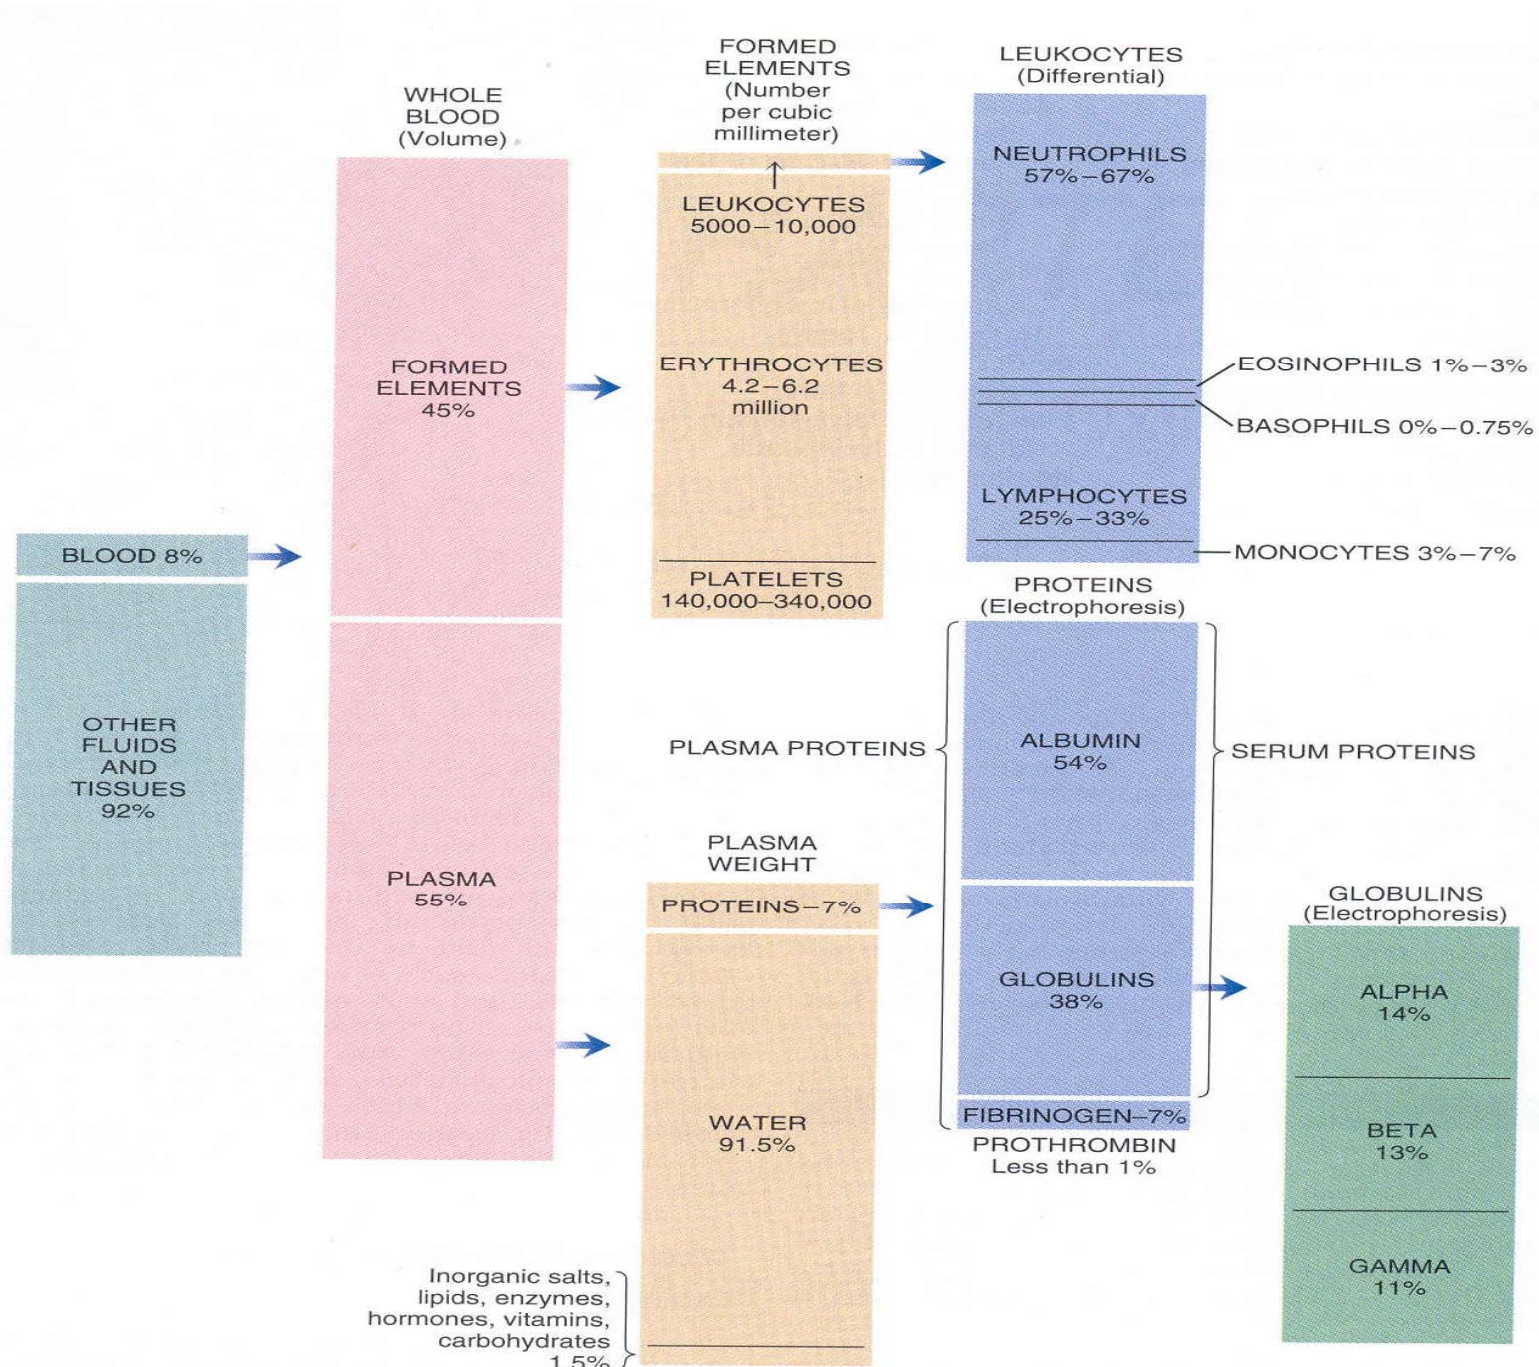 BLOOD 8%
OTHER
FLUIDS
AND
TISSUES
92%
WHOLE
BLOOD
(Volume)
FORMED
ELEMENTS
45%
PLASMA
55%
FORMED
ELEMENTS
(Number
per cubic
millimeter)
LEUKOCYTES
5000–10,000
ERYTHROCYTES
4.2–6.2
million
PLATELETS
140,000–340,000
LEUKOCYTES
(Differential)
NEUTROPHILS
57%–67%
EOSINOPHILS 1%–3%
BASOPHILS 0%–0.75%
LYMPHOCYTES
25%–33%
MONOCYTES 3%–7%
PLASMA
WEIGHT
PROTEINS–7%
WATER
91.5%
Inorganic salts,
lipids, enzymes,
hormones, vitamins,
carbohydrates
1.5%
PROTEINS
(Electrophoresis)
PLASMA PROTEINS
ALBUMIN
54%
SERUM PROTEINS
GLOBULINS
38%
FIBRINOGEN–7%
PROTHROMBIN
Less than 1%
GLOBULINS
(Electrophoresis)
ALPHA
14%
BETA
13%
GAMMA
11%